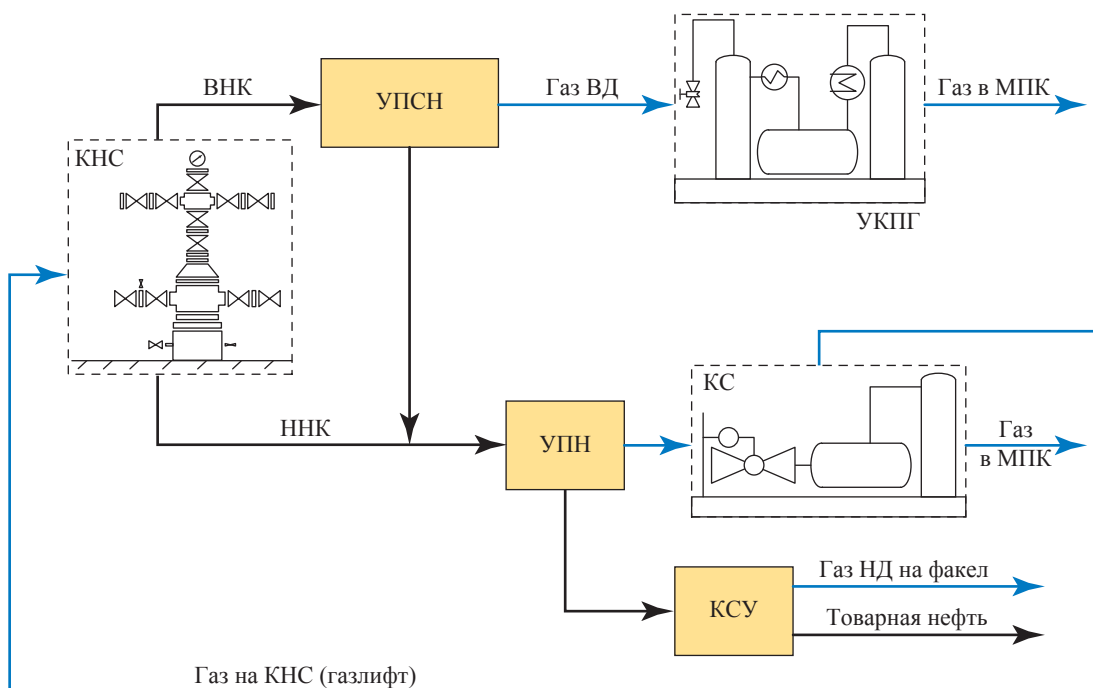 ВНК
УПСН
Газ ВД
Газ в МПК
КНС
УКПГ
КС
ННК
УПН
Газ
в МПК
Газ НД на факел
КСУ
Товарная нефть
Газ на КНС (газлифт)